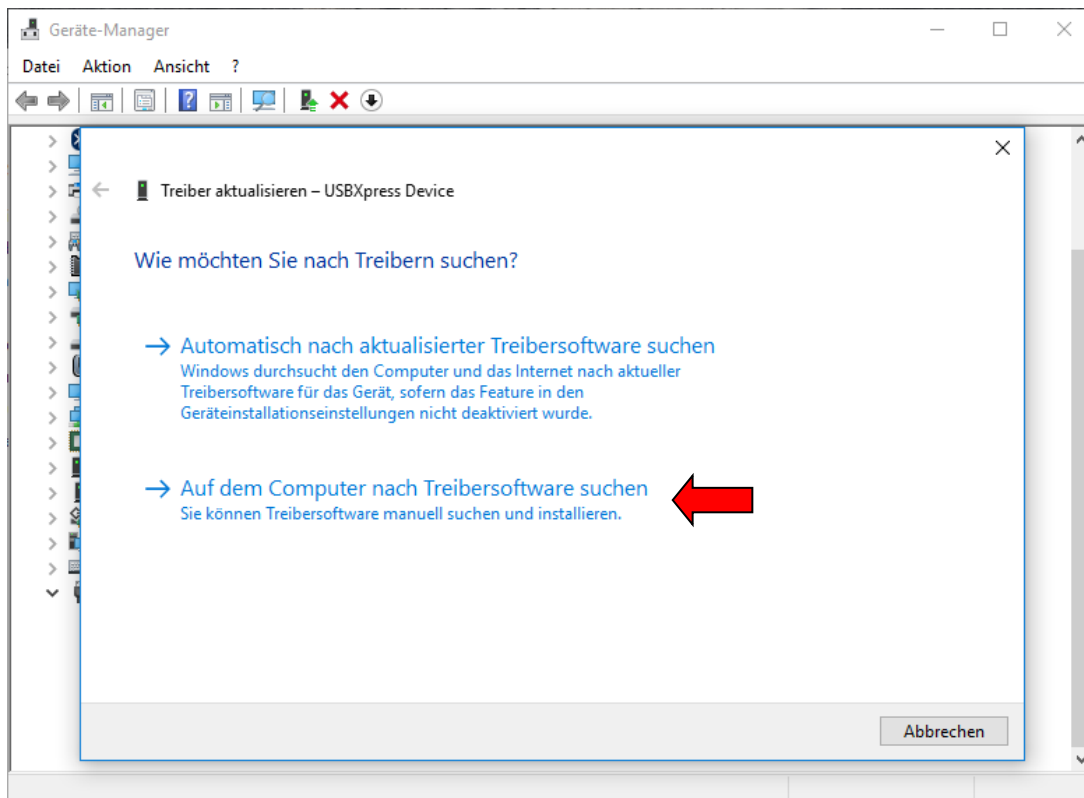 Geräte-Manager
Datei Aktion Ansicht ?
Treiber aktualisieren – USBXpress Device
Wie möchten Sie nach Treibern suchen?
Automatisch nach aktualisierter Treibersoftware suchen
Windows durchsucht den Computer und das Internet nach aktueller
Treibersoftware für das Gerät, sofern das Feature in den
Geräteinstallationseinstellungen nicht deaktiviert wurde.
Auf dem Computer nach Treibersoftware suchen
Sie können Treibersoftware manuell suchen und installieren.
Abbrechen